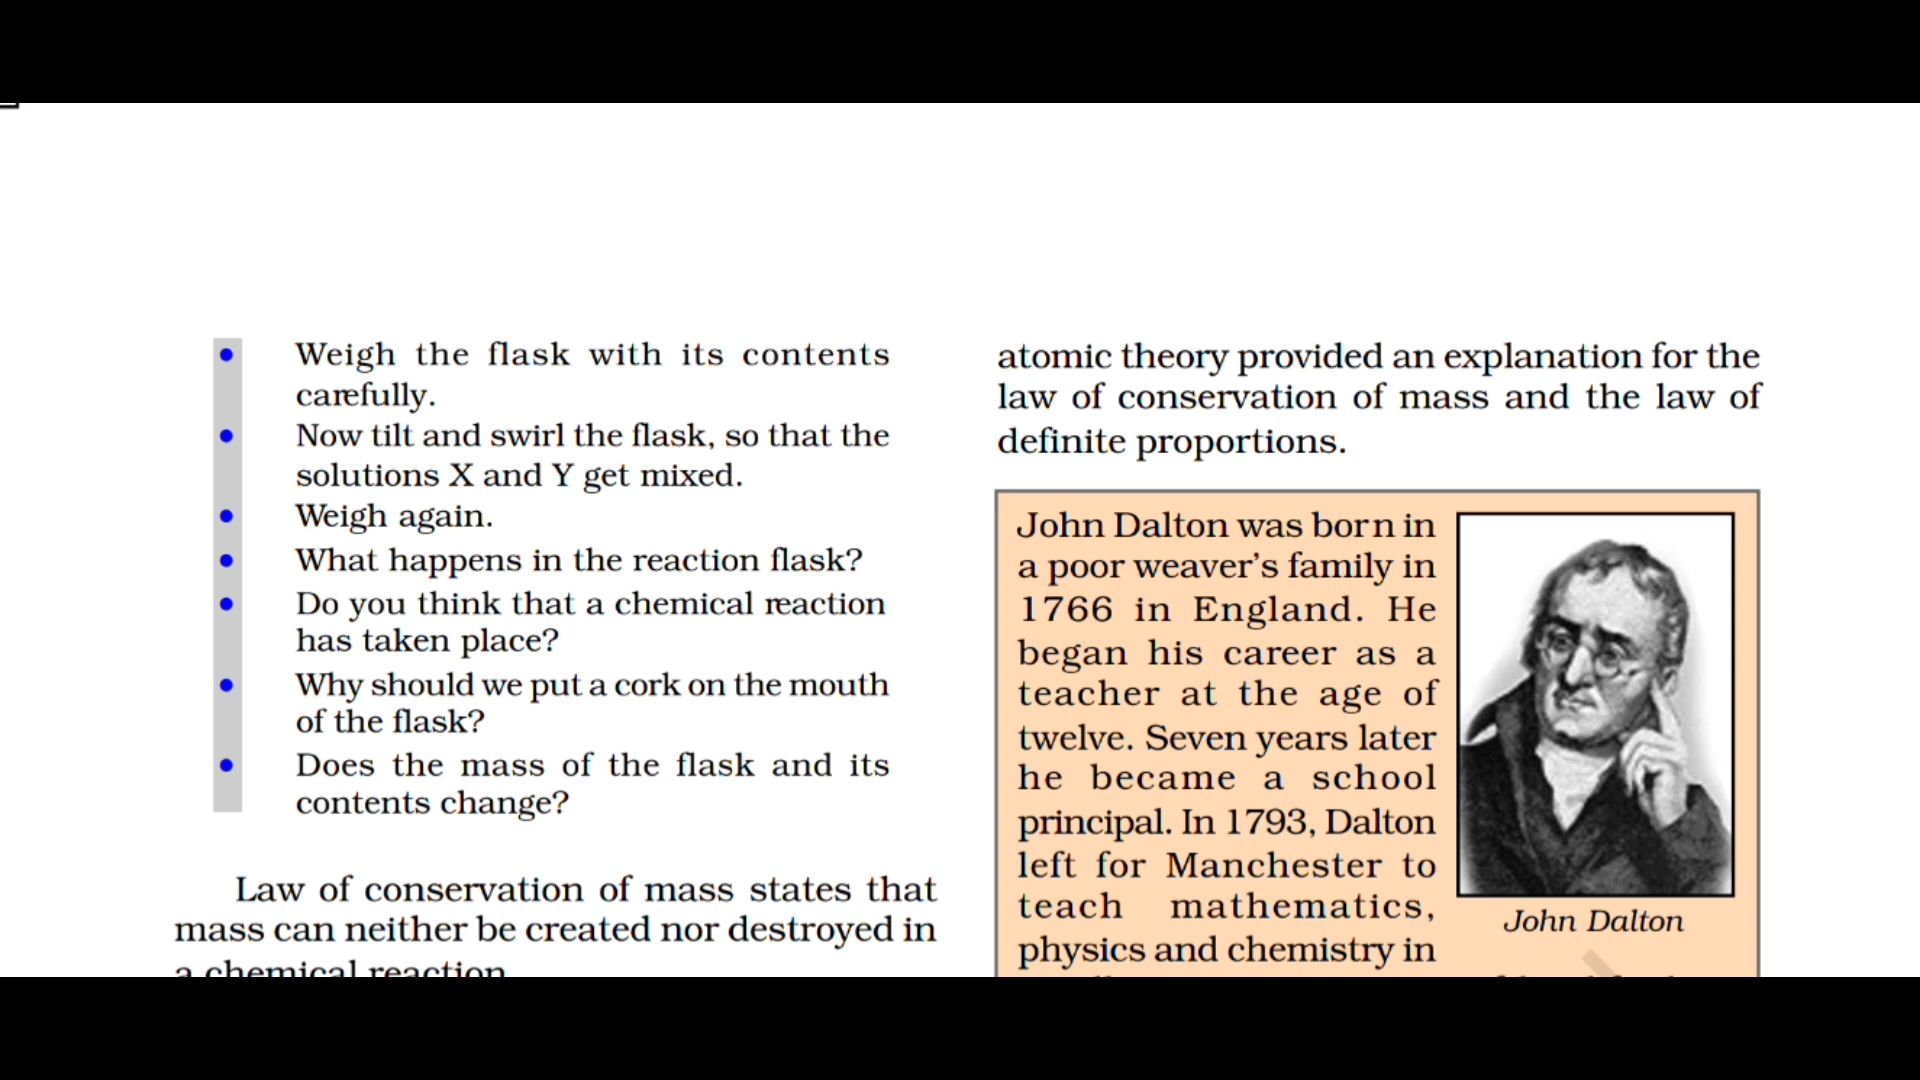 Weigh the flask with its contents
carefully.
Now tilt and swirl the flask, so that the
solutions X and Y get mixed.
Weigh again.
What happens in the reaction flask?
Do you think that a chemical reaction
has taken place?
Why should we put a cork on the mouth
of the flask?
Does the mass of the flask and its
contents change?
Law of conservation of mass states that
mass can neither be created nor destroyed in
a chemical reaction
atomic theory provided an explanation for the
law of conservation of mass and the law of
definite proportions.
John Dalton was born in
a poor weaver's family in
1766 in England. He
began his career as a
teacher at the age of
twelve. Seven years later
he became a school
principal. In 1793, Dalton
left for Manchester to
teach mathematics,
physics and chemistry in
John Dalton